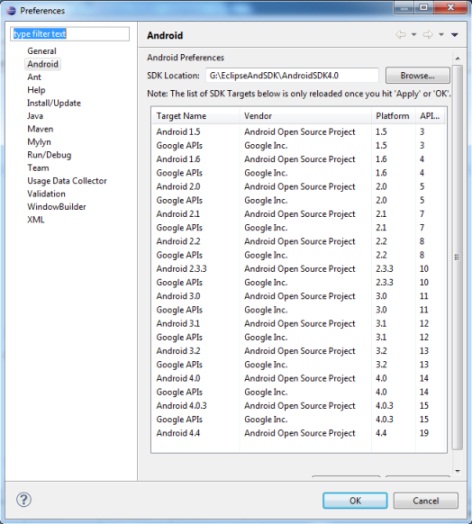 Preferences
type filter text
General
Android
Ant
Help
Install/Update
Java
Maven
Mylyn
Run/Debug
Team
Usage Data Collector
Validation
WindowBuilder
XML
Android
Android Preferences
SDK Location: G:\EclipseAndSDK\AndroidSDK4.0 Browse...
Note: The list of SDK Targets below is only reloaded once you hit 'Apply' or 'OK'.
Target Name Vendor Platform API...
Android 1.5 Android Open Source Project 1.5 3
Google APIs Google Inc. 1.5 3
Android 1.6 Android Open Source Project 1.6 4
Google APIs Google Inc. 1.6 4
Android 2.0 Android Open Source Project 2.0 5
Google APIs Google Inc. 2.0 5
Android 2.1 Android Open Source Project 2.1 7
Google APIs Google Inc. 2.1 7
Android 2.2 Android Open Source Project 2.2 8
Google APIs Google Inc. 2.2 8
Android 2.3.3 Android Open Source Project 2.3.3 10
Google APIs Google Inc. 2.3.3 10
Android 3.0 Android Open Source Project 3.0 11
Google APIs Google Inc. 3.0 11
Android 3.1 Android Open Source Project 3.1 12
Google APIs Google Inc. 3.1 12
Android 3.2 Android Open Source Project 3.2 13
Google APIs Google Inc. 3.2 13
Android 4.0 Android Open Source Project 4.0 14
Google APIs Google Inc. 4.0 14
Android 4.0.3 Android Open Source Project 4.0.3 15
Google APIs Google Inc. 4.0.3 15
Android 4.4 Android Open Source Project 4.4 19
? OK Cancel